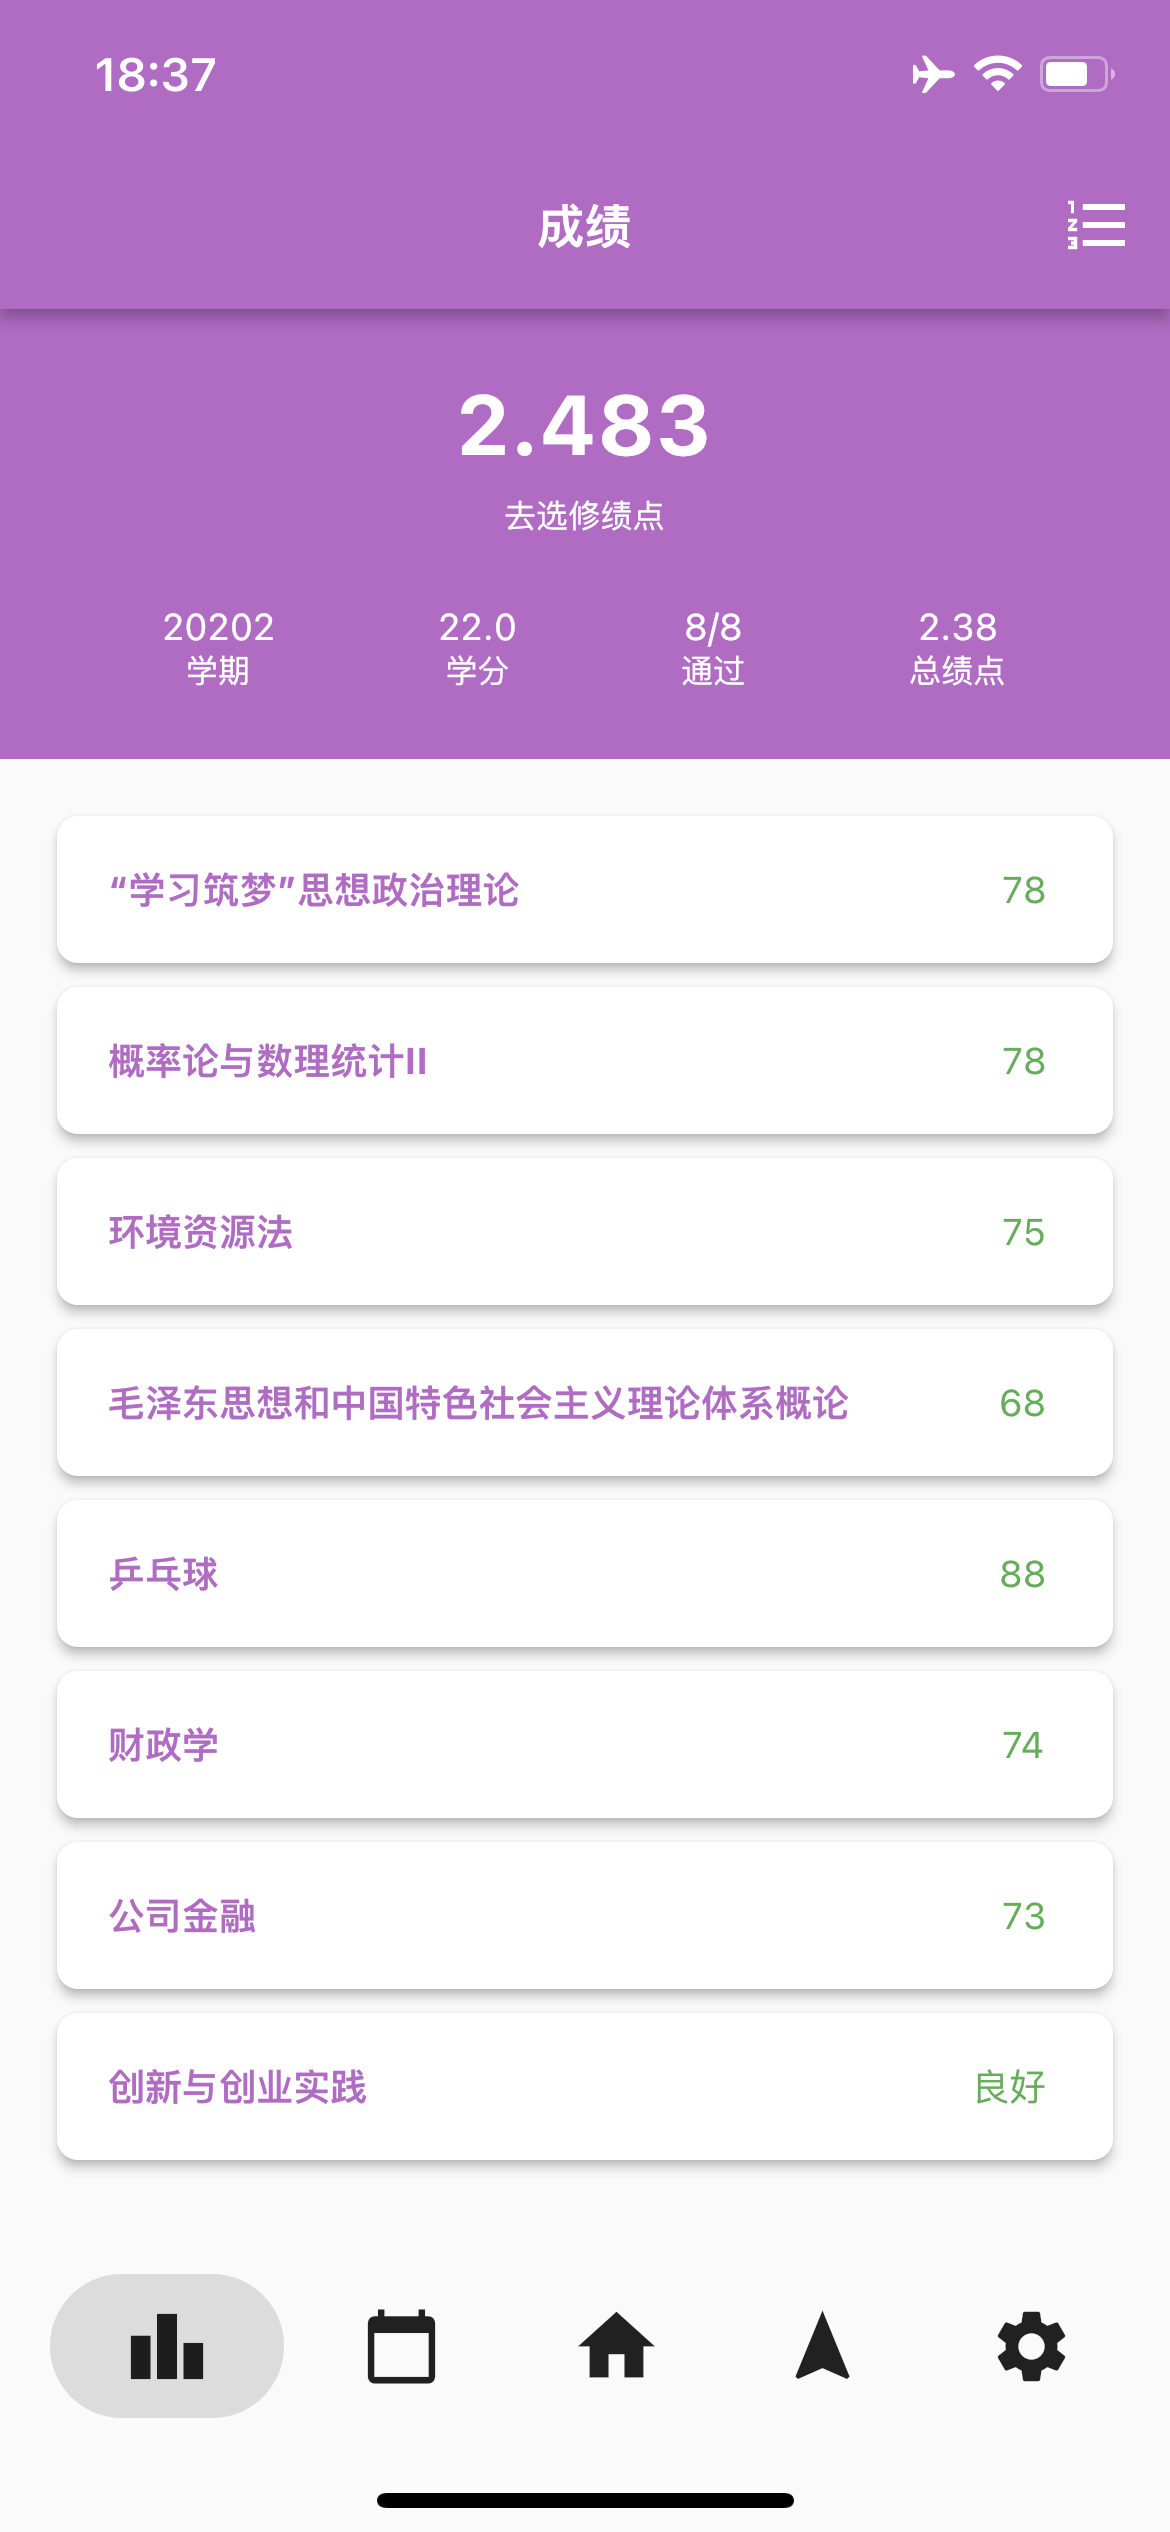 18:37
成绩
1
2
3
2.483
去选修绩点
20202 22.0 8/8 2.38
学期 学分 通过 总绩点
“学习筑梦”思想政治理论 78
概率论与数理统计II 78
环境资源法 75
毛泽东思想和中国特色社会主义理论体系概论 68
乒乓球 88
财政学 74
公司金融 73
创新与创业实践 良好